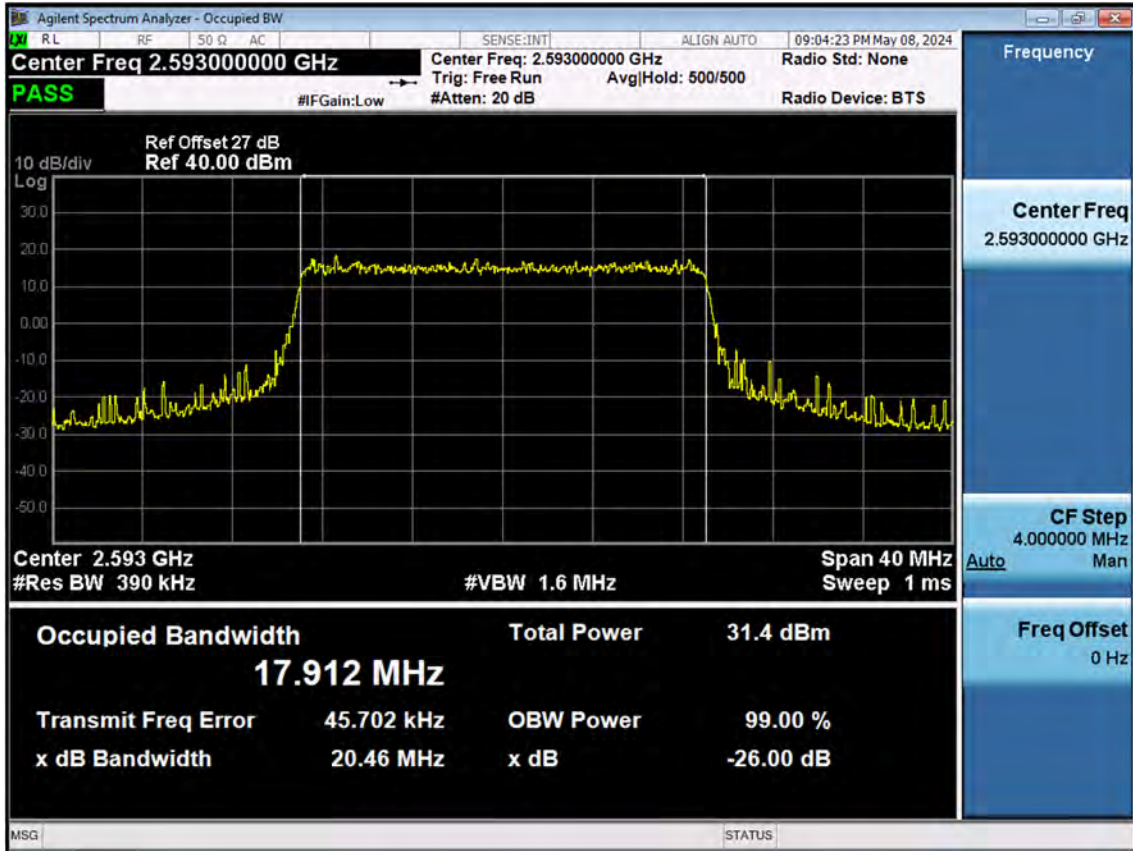 Agilent Spectrum Analyzer - Occupied BW
LXI RL RF 50 Ω AC SENSE:INT ALIGN AUTO 09:04:23 PM May 08, 2024
Center Freq 2.593000000 GHz
Center Freq: 2.593000000 GHz
Radio Std: None
Trig: Free Run Avg|Hold: 500/500
PASS
#IFGain:Low
#Atten: 20 dB
Radio Device: BTS
Ref Offset 27 dB
10 dB/div Ref 40.00 dBm
Log
30.0
20.0
10.0
0.00
-10.0
-20.0
-30.0
-40.0
-50.0
Center 2.593 GHz Span 40 MHz
#Res BW 390 kHz #VBW 1.6 MHz Sweep 1 ms
Occupied Bandwidth Total Power 31.4 dBm
17.912 MHz
Transmit Freq Error 45.702 kHz OBW Power 99.00 %
x dB Bandwidth 20.46 MHz x dB -26.00 dB
MSG STATUS
Frequency
Center Freq
2.593000000 GHz
CF Step
4.000000 MHz
Auto Man
Freq Offset
0 Hz